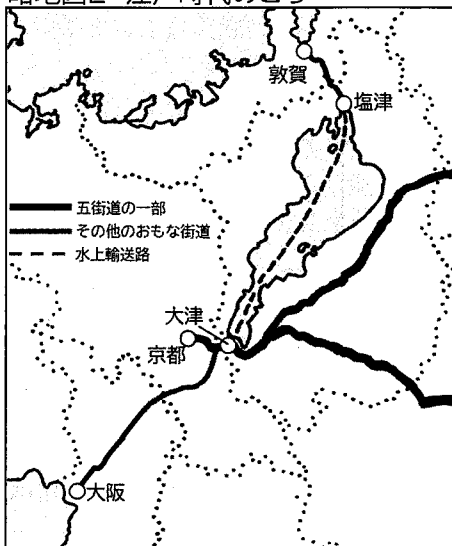 敦賀
塩津
五街道の一部
その他のおもな街道
水上輸送路
大津
京都
大阪